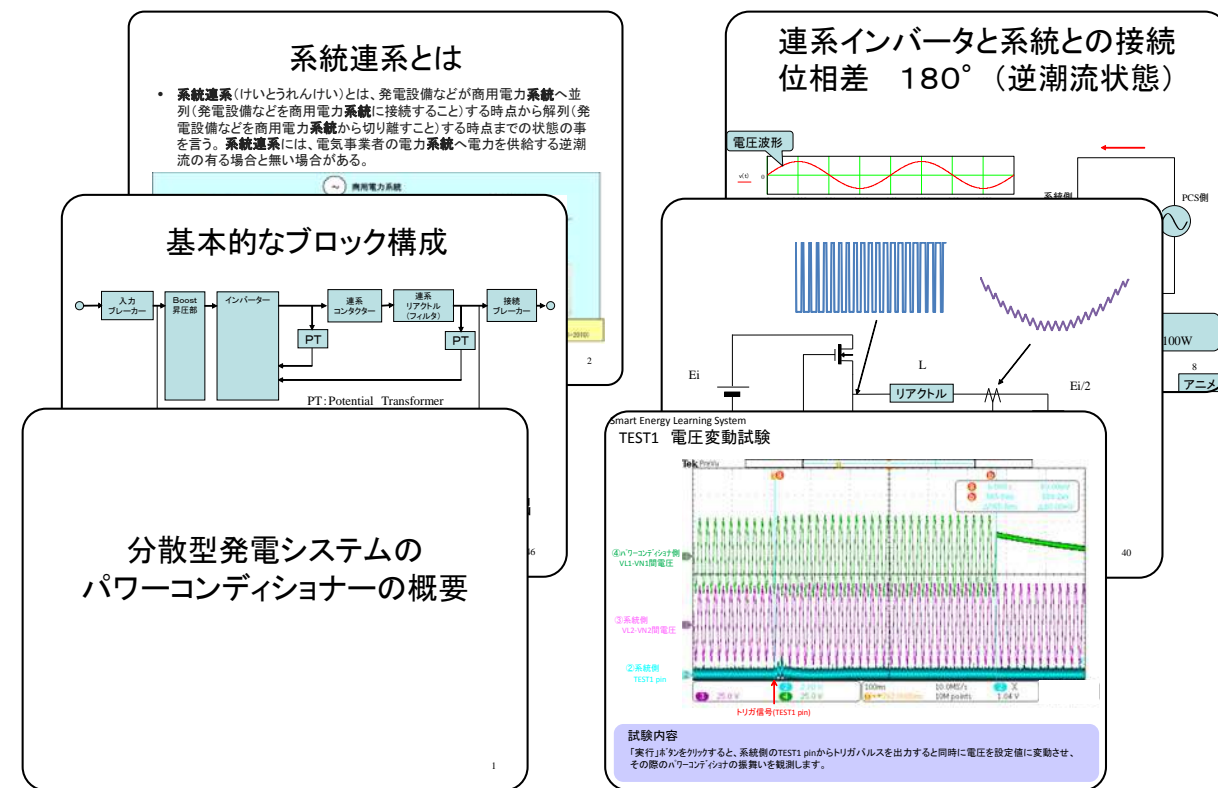 系統連系とは
• 系統連系(けいとうれんけい)とは、発電設備などが商用電力系統へ並
列(発電設備などを商用電力系統に接続すること)する時点から解列(発
電設備などを商用電力系統から切り離すこと)する時点までの状態の事
を言う。系統連系には、電気事業者の電力系統へ電力を供給する逆潮
流の有る場合と無い場合がある。
~ 商用電力系統
2
基本的なブロック構成
入力
ブレーカー
Boost
昇圧部
インバーター
連系
コンタクター
連系
リアクトル
(フィルタ)
接続
ブレーカー
PT
PT
PT:Potential Transformer
46
分散型発電システムの
パワーコンディショナーの概要
1
連系インバータと系統との接続
位相差 180°(逆潮流状態)
電圧波形
v(t) 0
系統側
PCS側
100W
8
アニメ
Ei
L
リアクトル
Ei/2
40
Smart Energy Learning System
TEST1 電圧変動試験
Tek PreVu
④パワーコンディショナ側
VL1-VN1間電圧
③系統側
VL2-VN2間電圧
②系統側
TEST1 pin
3 25.0 V
4 25.0 V
100ms
10.0MS/s
10M points
1.04 V
トリガ信号(TEST1 pin)
試験内容
「実行」ボタンをクリックすると、系統側のTEST1 pinからトリガパルスを出力すると同時に電圧を設定値に変動させ、
その際のパワーコンディショナの振舞いを観測します。